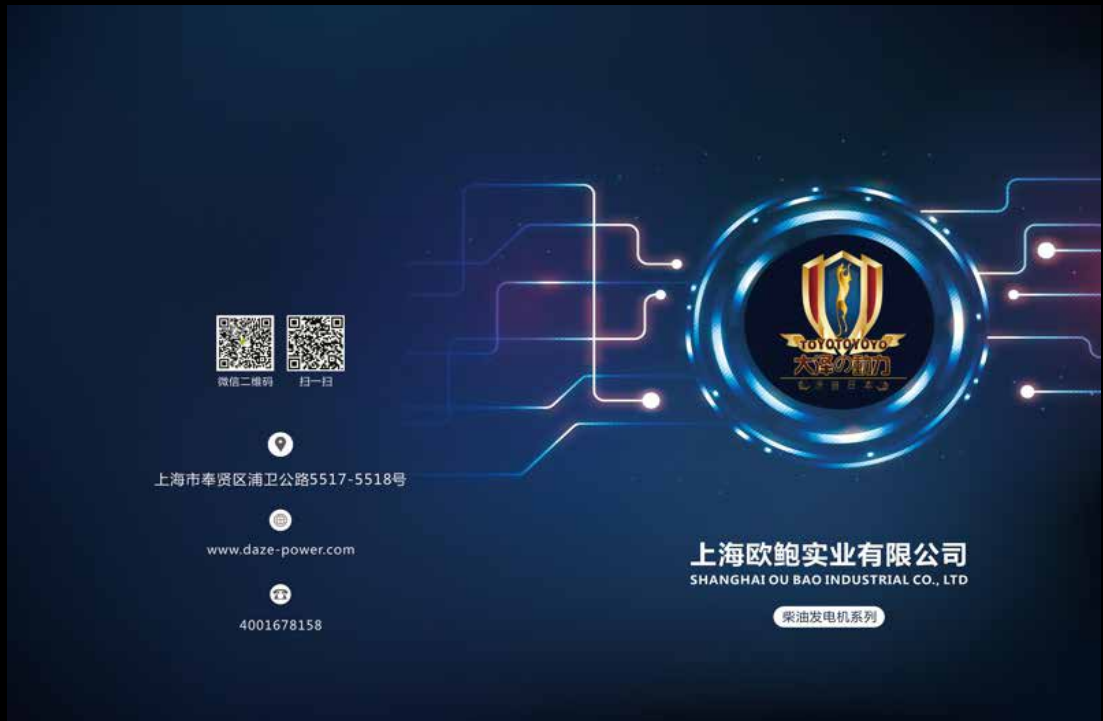 微信二维码
扫一扫
上海市奉贤区浦卫公路5517-5518号
www.daze-power.com
4001678158
TOYOTOYOYO
大泽の動力
上海欧鲍实业有限公司
SHANGHAI OU BAO INDUSTRIAL CO., LTD
柴油发电机系列